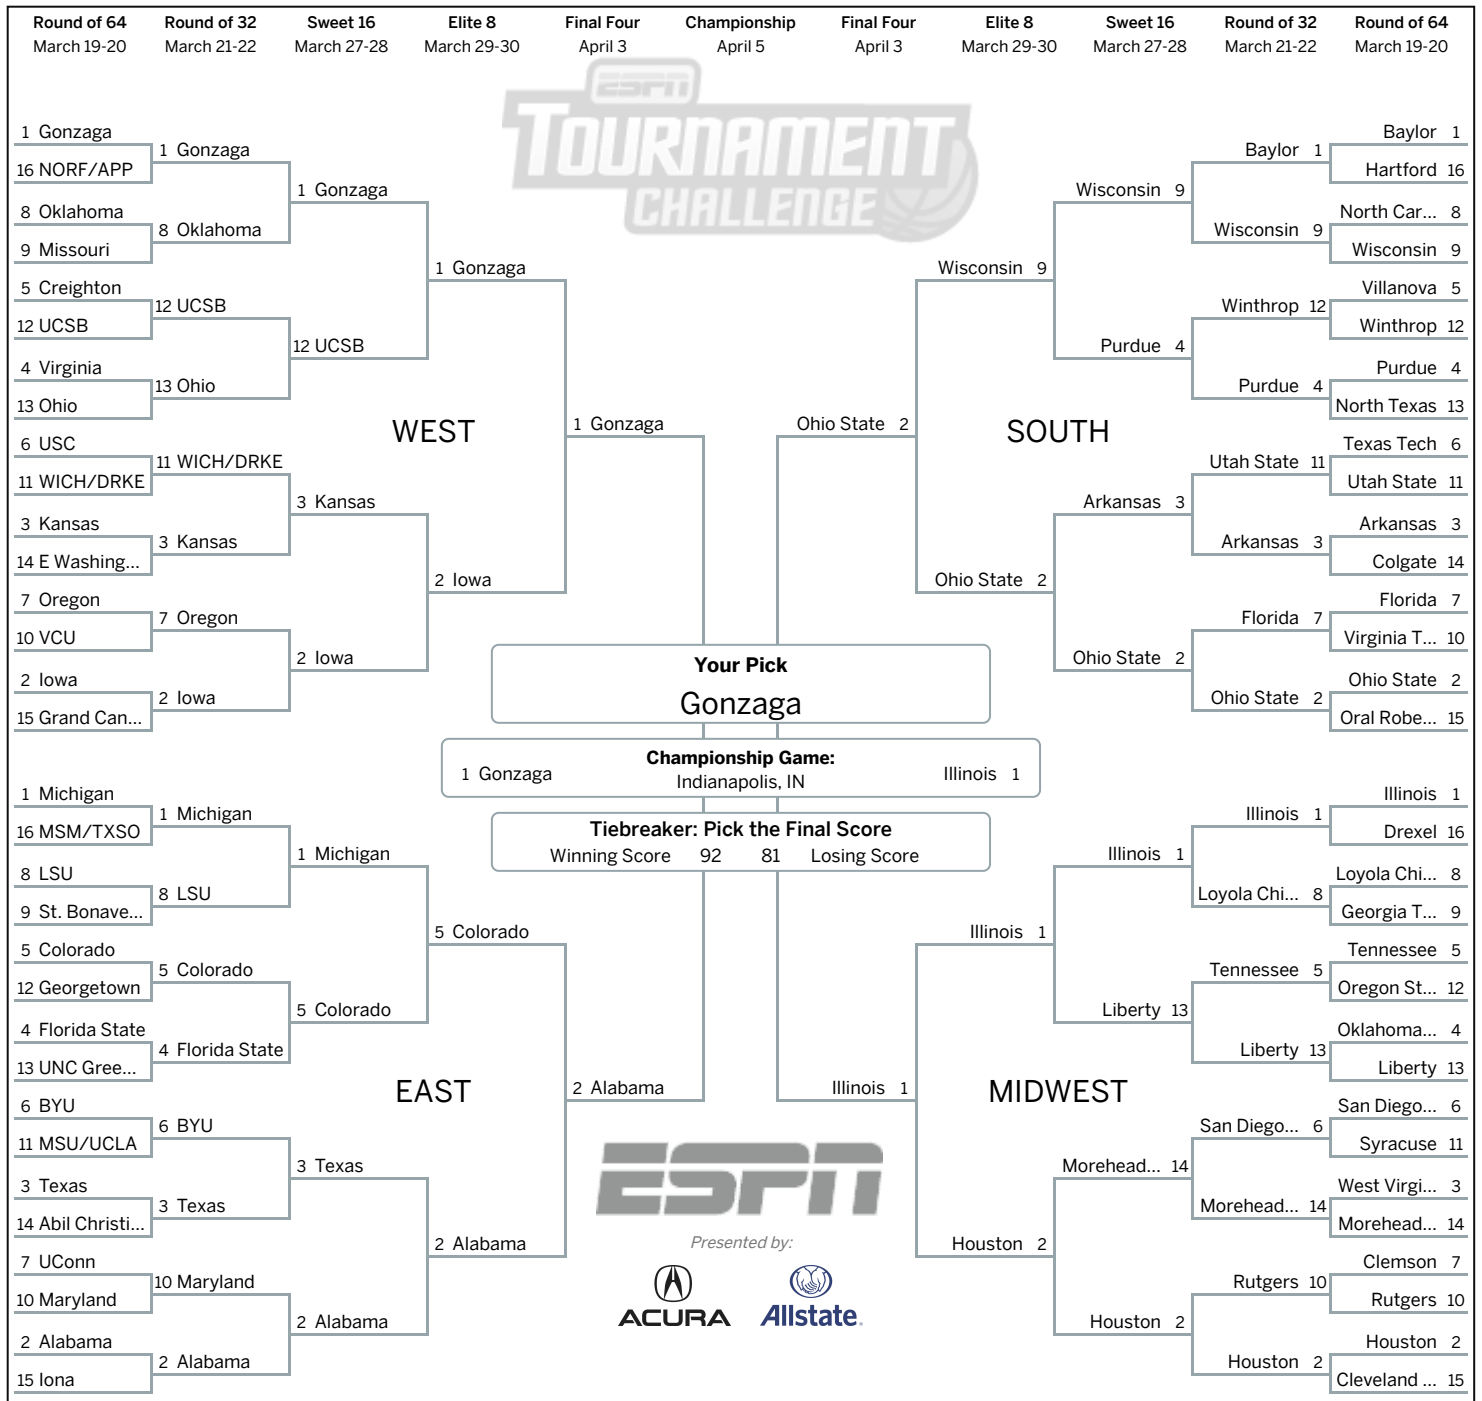 Round of 64 Round of 32 Sweet 16 Elite 8 Final Four Championship Final Four Elite 8 Sweet 16 Round of 32 Round of 64
March 19-20 March 21-22 March 27-28 March 29-30 April 3 April 5 April 3 March 29-30 March 27-28 March 21-22 March 19-20
ESPN
TOURNAMENT
CHALLENGE
1 Gonzaga
16 NORF/APP
8 Oklahoma
9 Missouri
5 Creighton
12 UCSB
4 Virginia
13 Ohio
6 USC
11 WICH/DRKE
3 Kansas
14 E Washing...
7 Oregon
10 VCU
2 Iowa
15 Grand Can...
1 Gonzaga
8 Oklahoma
12 UCSB
13 Ohio
11 WICH/DRKE
3 Kansas
7 Oregon
2 Iowa
1 Gonzaga
12 UCSB
3 Kansas
2 Iowa
1 Gonzaga
2 Iowa
WEST
1 Gonzaga
Baylor 1
Hartford 16
North Car... 8
Wisconsin 9
Villanova 5
Winthrop 12
Purdue 4
North Texas 13
Texas Tech 6
Utah State 11
Arkansas 3
Colgate 14
Florida 7
Virginia T... 10
Ohio State 2
Oral Robe... 15
Baylor 1
Wisconsin 9
Winthrop 12
Purdue 4
Utah State 11
Arkansas 3
Florida 7
Ohio State 2
Wisconsin 9
Purdue 4
Arkansas 3
Ohio State 2
Wisconsin 9
Ohio State 2
SOUTH
Ohio State 2
Your Pick
Gonzaga
Championship Game:
1 Gonzaga Indianapolis, IN Illinois 1
Tiebreaker: Pick the Final Score
Winning Score 92 81 Losing Score
1 Michigan
16 MSM/TXSO
8 LSU
9 St. Bonave...
5 Colorado
12 Georgetown
4 Florida State
13 UNC Gree...
6 BYU
11 MSU/UCLA
3 Texas
14 Abil Christi...
7 UConn
10 Maryland
2 Alabama
15 Iona
1 Michigan
8 LSU
5 Colorado
4 Florida State
6 BYU
3 Texas
10 Maryland
2 Alabama
1 Michigan
5 Colorado
3 Texas
2 Alabama
5 Colorado
2 Alabama
EAST
2 Alabama
Illinois 1
Drexel 16
Loyola Chi... 8
Georgia T... 9
Tennessee 5
Oregon St... 12
Oklahoma... 4
Liberty 13
San Diego... 6
Syracuse 11
West Virgi... 3
Morehead... 14
Clemson 7
Rutgers 10
Houston 2
Cleveland ... 15
Illinois 1
Loyola Chi... 8
Tennessee 5
Liberty 13
San Diego... 6
Morehead... 14
Rutgers 10
Houston 2
Illinois 1
Liberty 13
Morehead... 14
Houston 2
Illinois 1
Houston 2
MIDWEST
Illinois 1
ESPN
Presented by:
ACURA
Allstate.